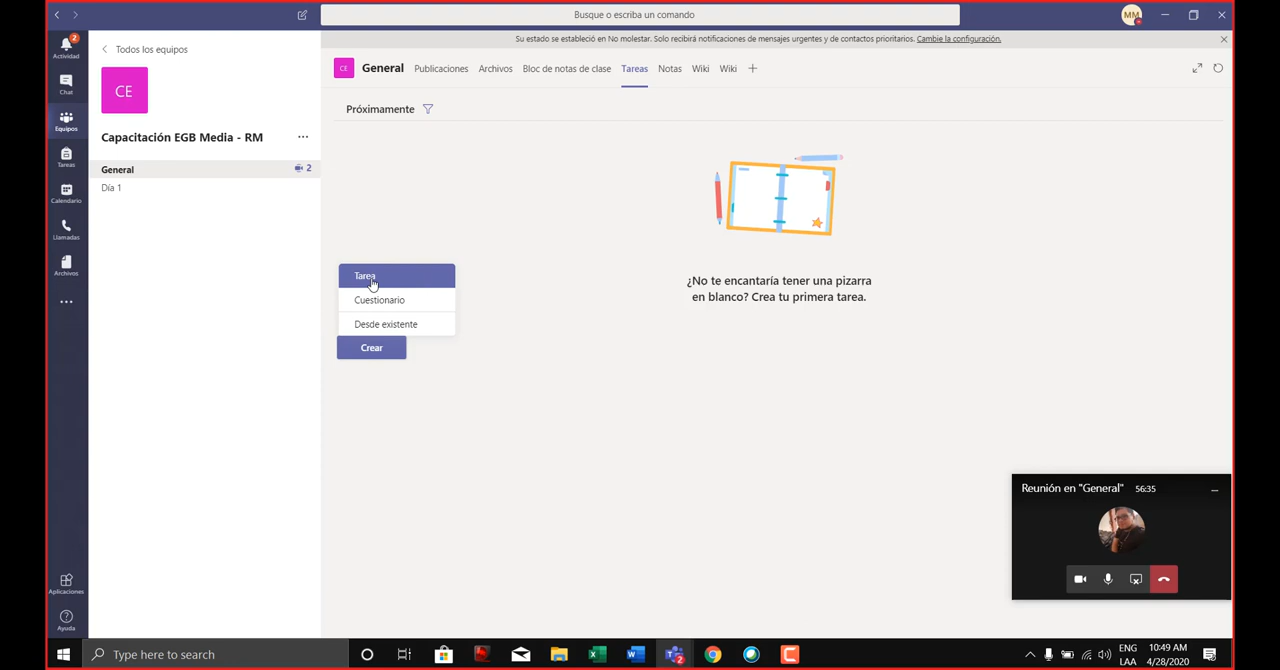 Busque o escriba un comando
MM
Su estado se estableció en No molestar. Solo recibirá notificaciones de mensajes urgentes y de contactos prioritarios. Cambie la configuración.
2
Actividad
Chat
Equipos
Tareas
Calendario
Llamadas
Archivos
Aplicaciones
Ayuda
Todos los equipos
CE
Capacitación EGB Media - RM
General
2
Día 1
CE
General
Publicaciones
Archivos
Bloc de notas de clase
Tareas
Notas
Wiki
Wiki
Próximamente
Tarea
Cuestionario
Desde existente
Crear
¿No te encantaría tener una pizarra
en blanco? Crea tu primera tarea.
Reunión en "General"
56:35
Type here to search
2
ENG
LAA
10:49 AM
4/28/2020